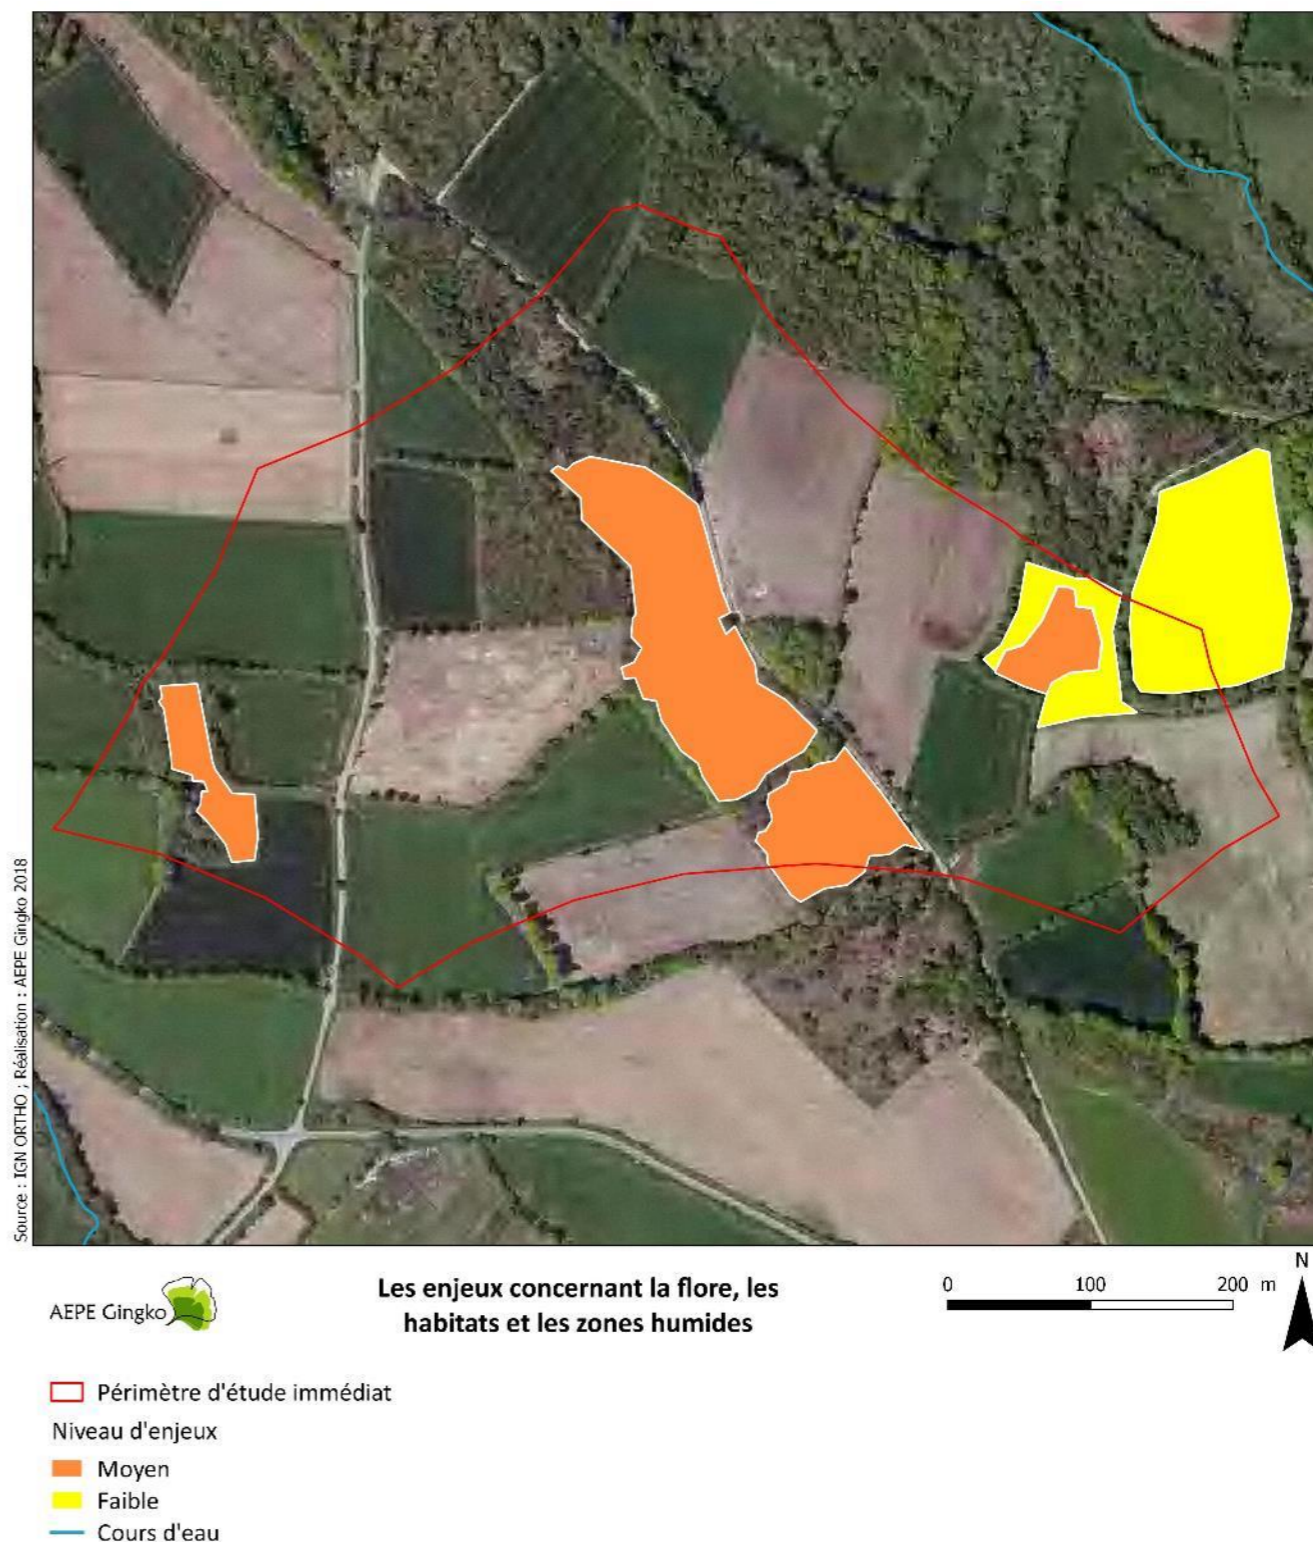 Source : IGN ORTHO ; Réalisation : AEPE Gingko 2018
AEPE Gingko
Les enjeux concernant la flore, les
habitats et les zones humides
0 100 200 m
N
Périmètre d'étude immédiat
Niveau d'enjeux
Moyen
Faible
Cours d'eau